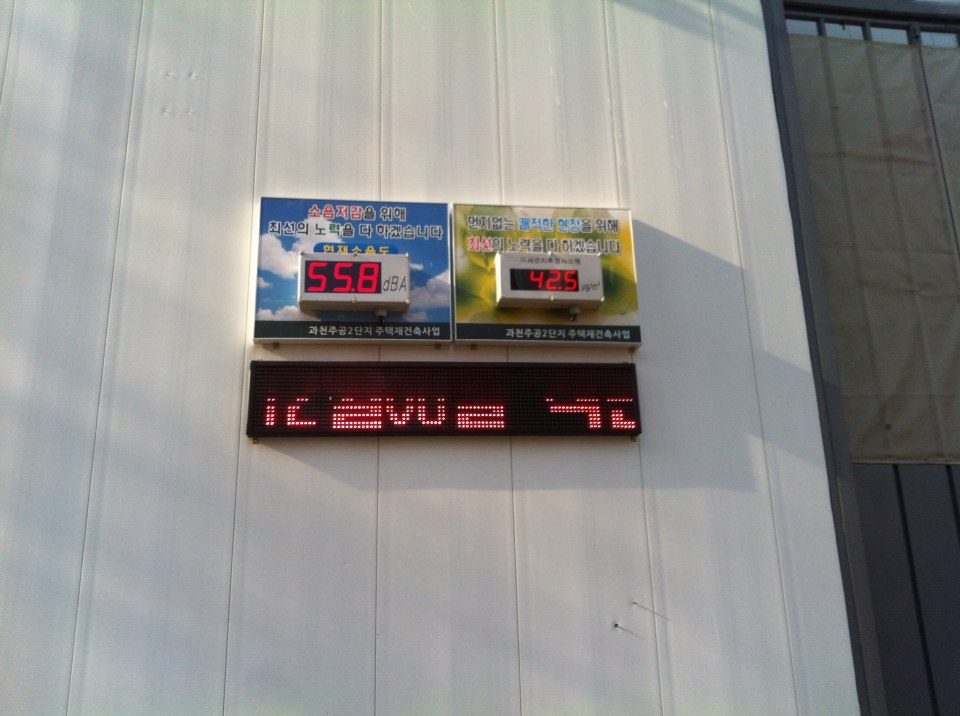 소음저감을 위해
최선의 노력을 다 하겠습니다
현재소음도
55.8 dBA
과천주공2단지 주택재건축사업
먼지없는 쾌적한 현장을 위해
최선의 노력을 다하겠습니다
42.5 μg/m³
과천주공2단지 주택재건축사업